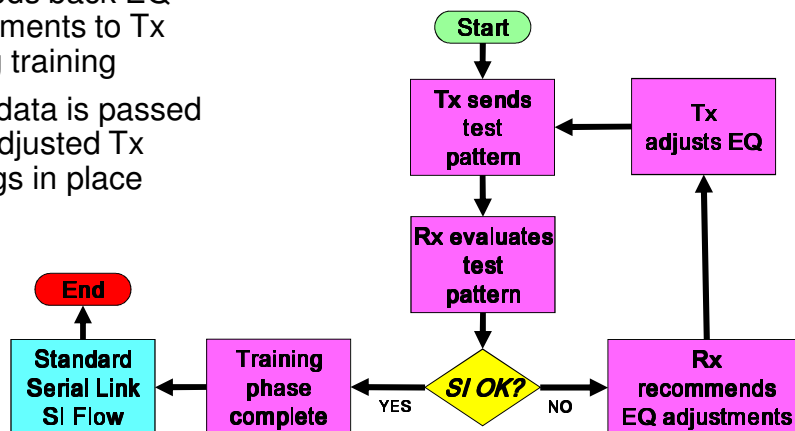 EQ
ments to Tx
training
data is passed
Tx
in place
Start
Tx sends
test
pattern
Tx
adjusts EQ
Rx evaluates
test
pattern
End
Standard
Serial Link
SI Flow
Training
phase
complete
YES
SI OK?
NO
Rx
recommends
EQ adjustments